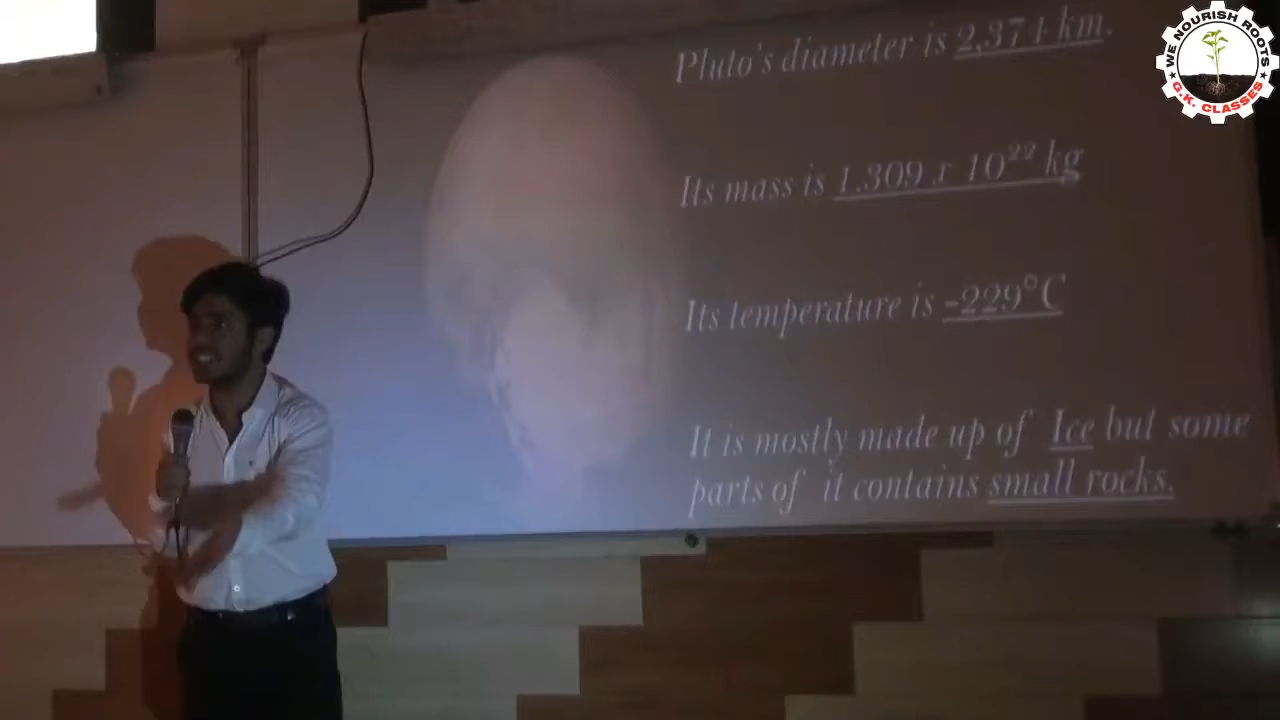 Pluto's diameter is 2,374 km.
Its mass is 1.309 x 10²² kg
Its temperature is -229°C
It is mostly made up of Ice but some
parts of it contains small rocks.
WE NOURISH ROOTS
G.K. CLASSES